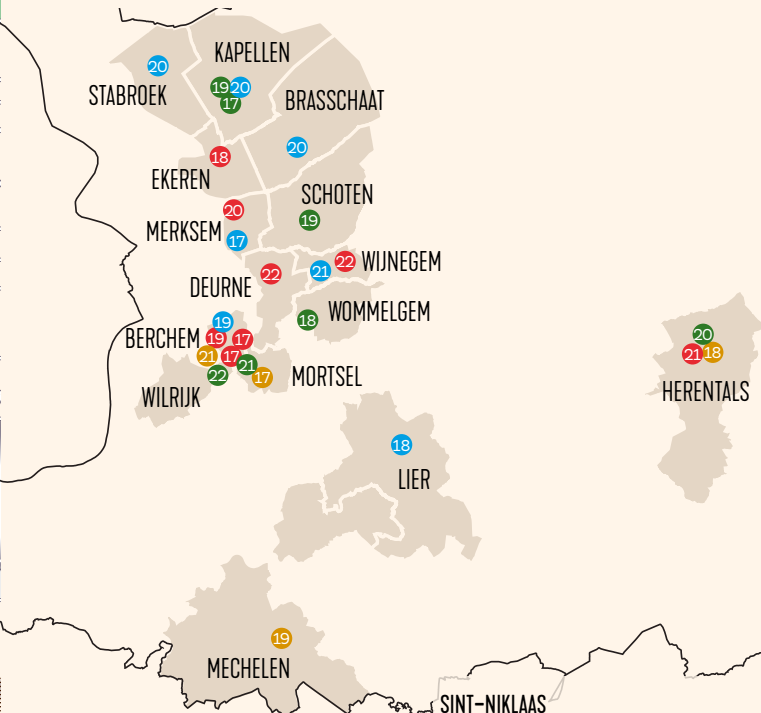 KAPELLEN
20
STABROEK
19 20
17
BRASSCHAAT
20
18
EKEREN
SCHOTEN
20
19
MERKSEM
17
22 WIJNEGEM
21
22
DEURNE
18 WOMMELGEM
19
BERCHEM
19 17
21 17
21
22 17
MORTSEL
WILRIJK
20
21 18
HERENTALS
18
LIER
19
MECHELEN
SINT-NIKLAAS